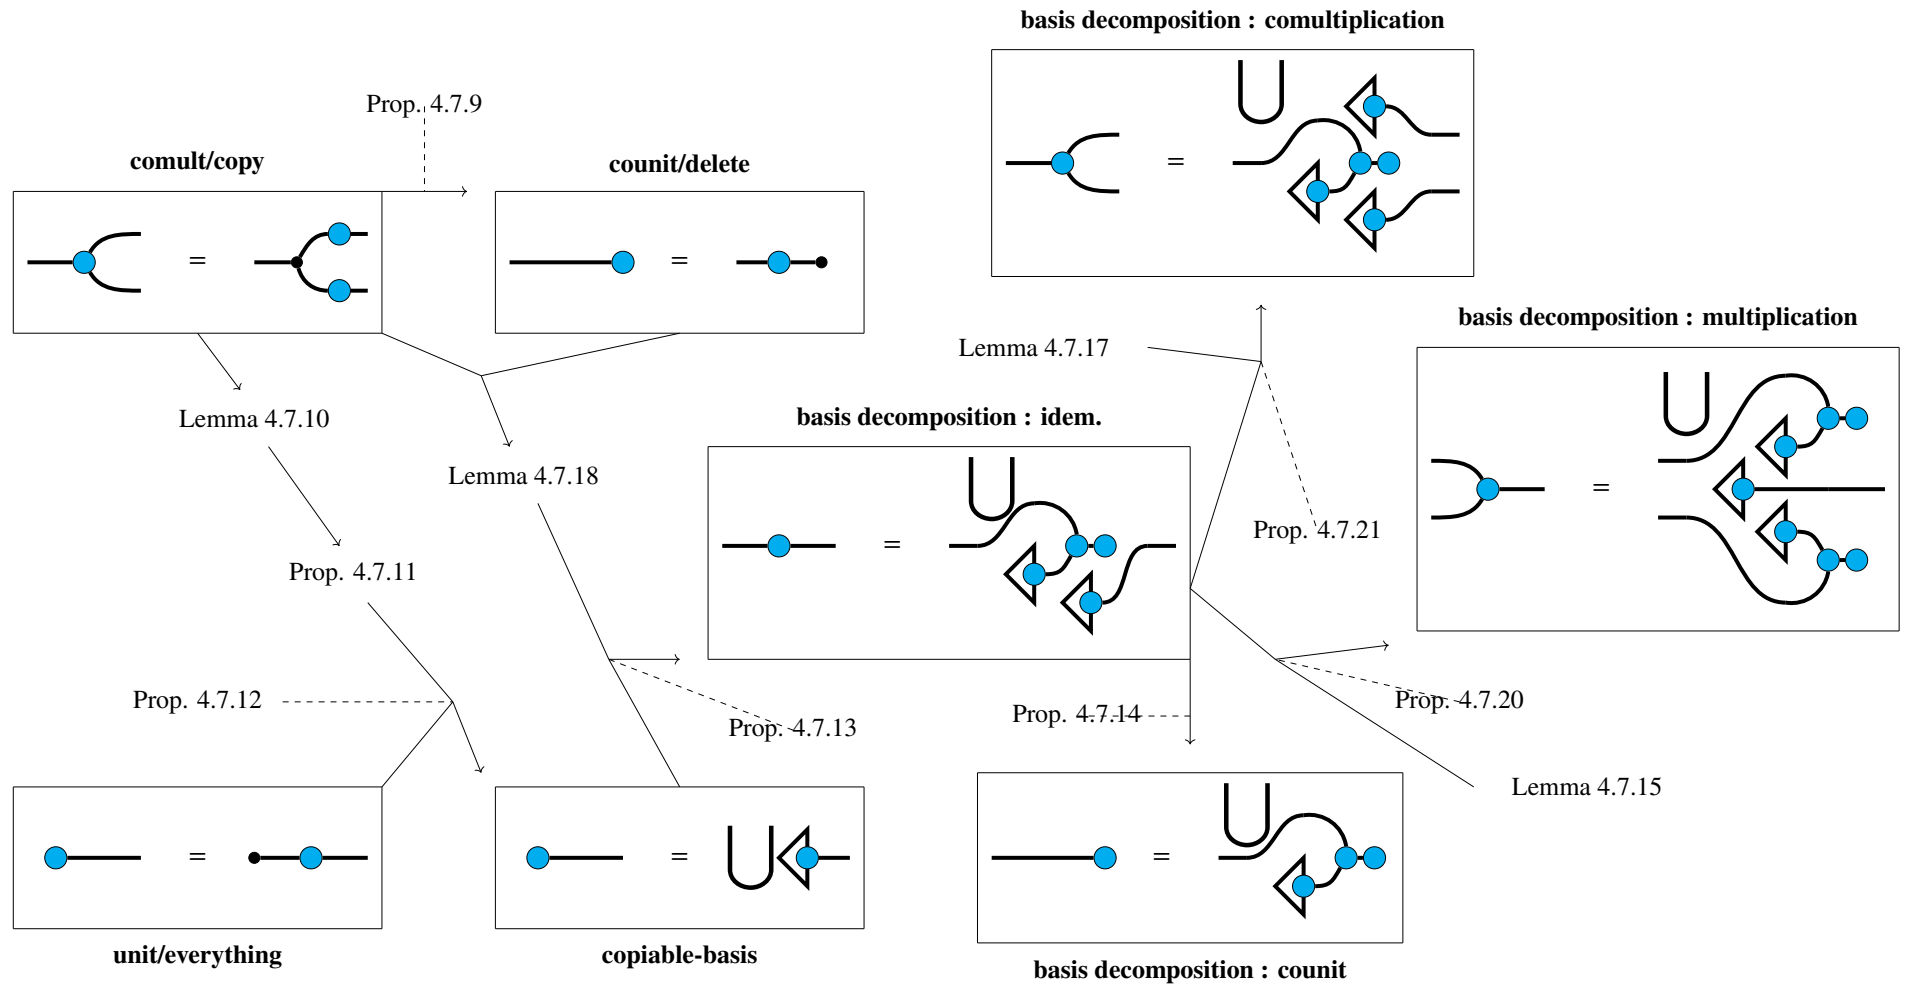 basis decomposition : comultiplication
Prop. 4.7.9
comult/copy
counit/delete
=
=
=
basis decomposition : multiplication
Lemma 4.7.17
Lemma 4.7.10
basis decomposition : idem.
Lemma 4.7.18
=
=
Prop. 4.7.21
Prop. 4.7.11
Prop. 4.7.12
Prop. 4.7.13
Prop. 4.7.14
Prop. 4.7.20
Lemma 4.7.15
=
=
=
unit/everything
copiable-basis
basis decomposition : counit